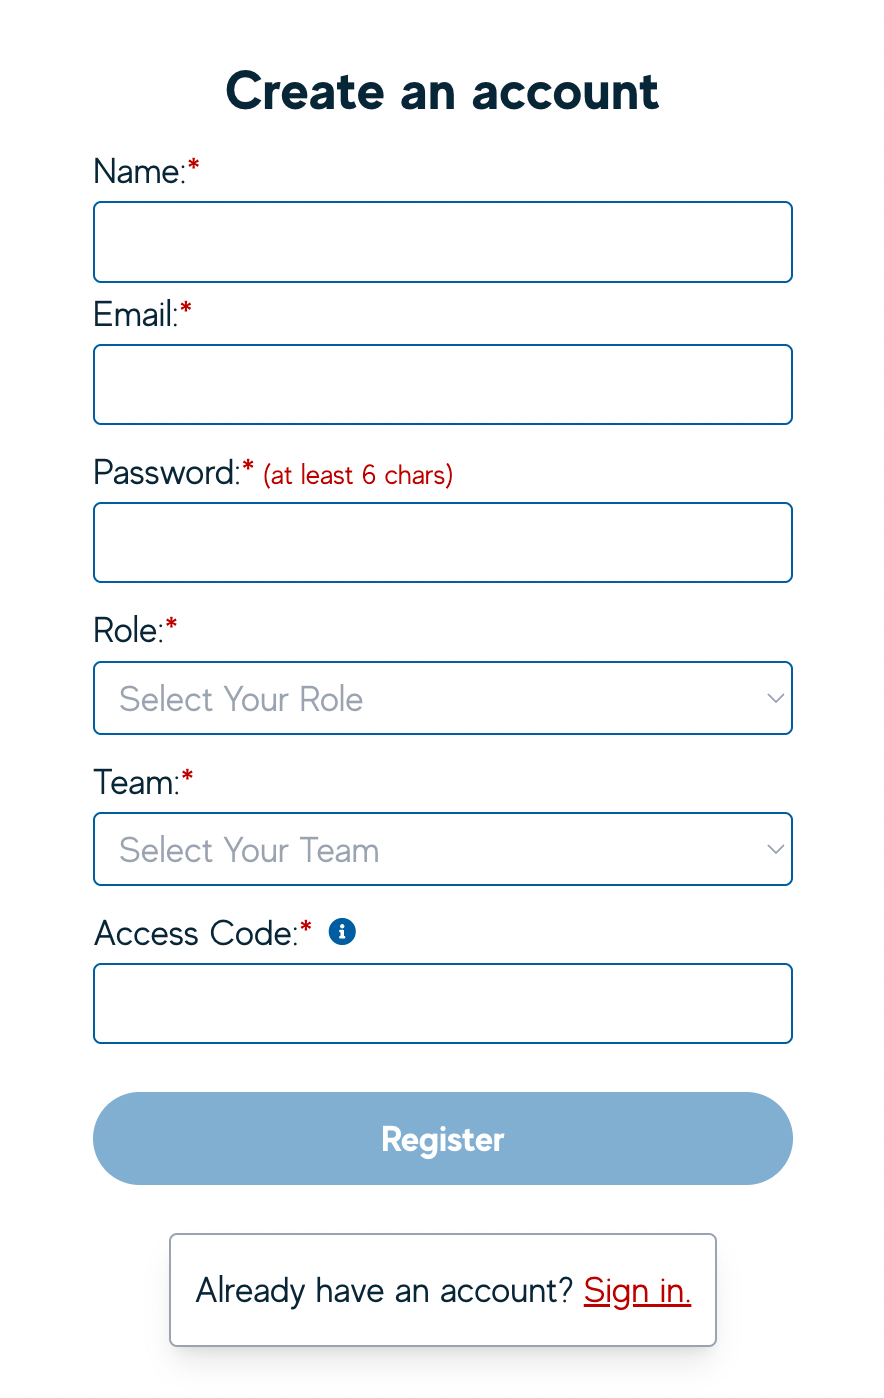 Create an account
Name:*
Email:*
Password:* (at least 6 chars)
Role:*
Select Your Role
Team:*
Select Your Team
Access Code:*
Register
Already have an account? Sign in.